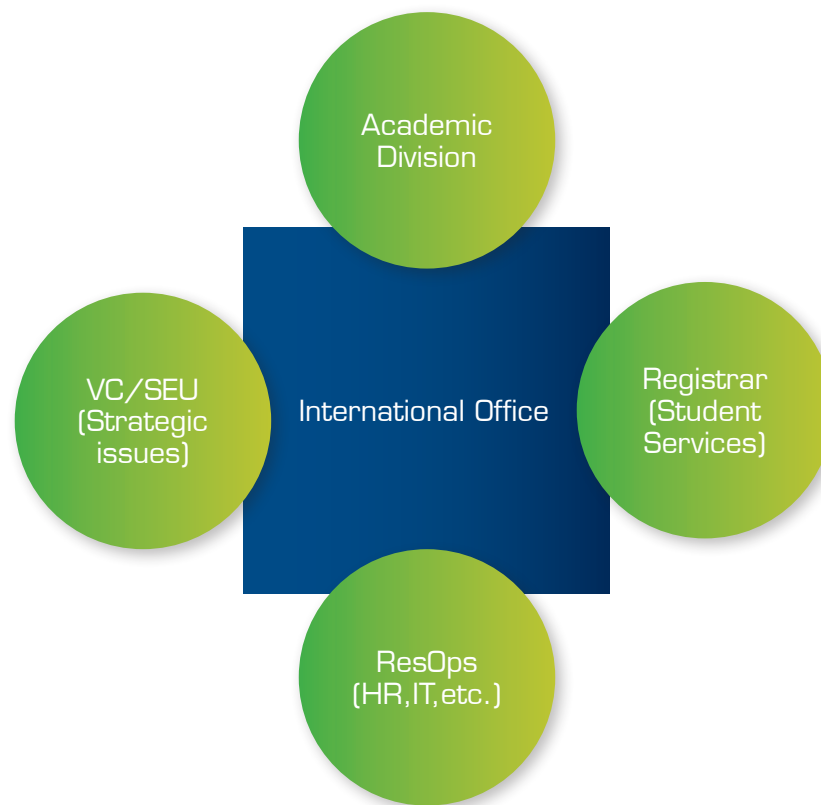 Academic
Division
VC/SEU
(Strategic
issues)
International Office
Registrar
(Student
Services)
ResOps
(HR,IT,etc.)